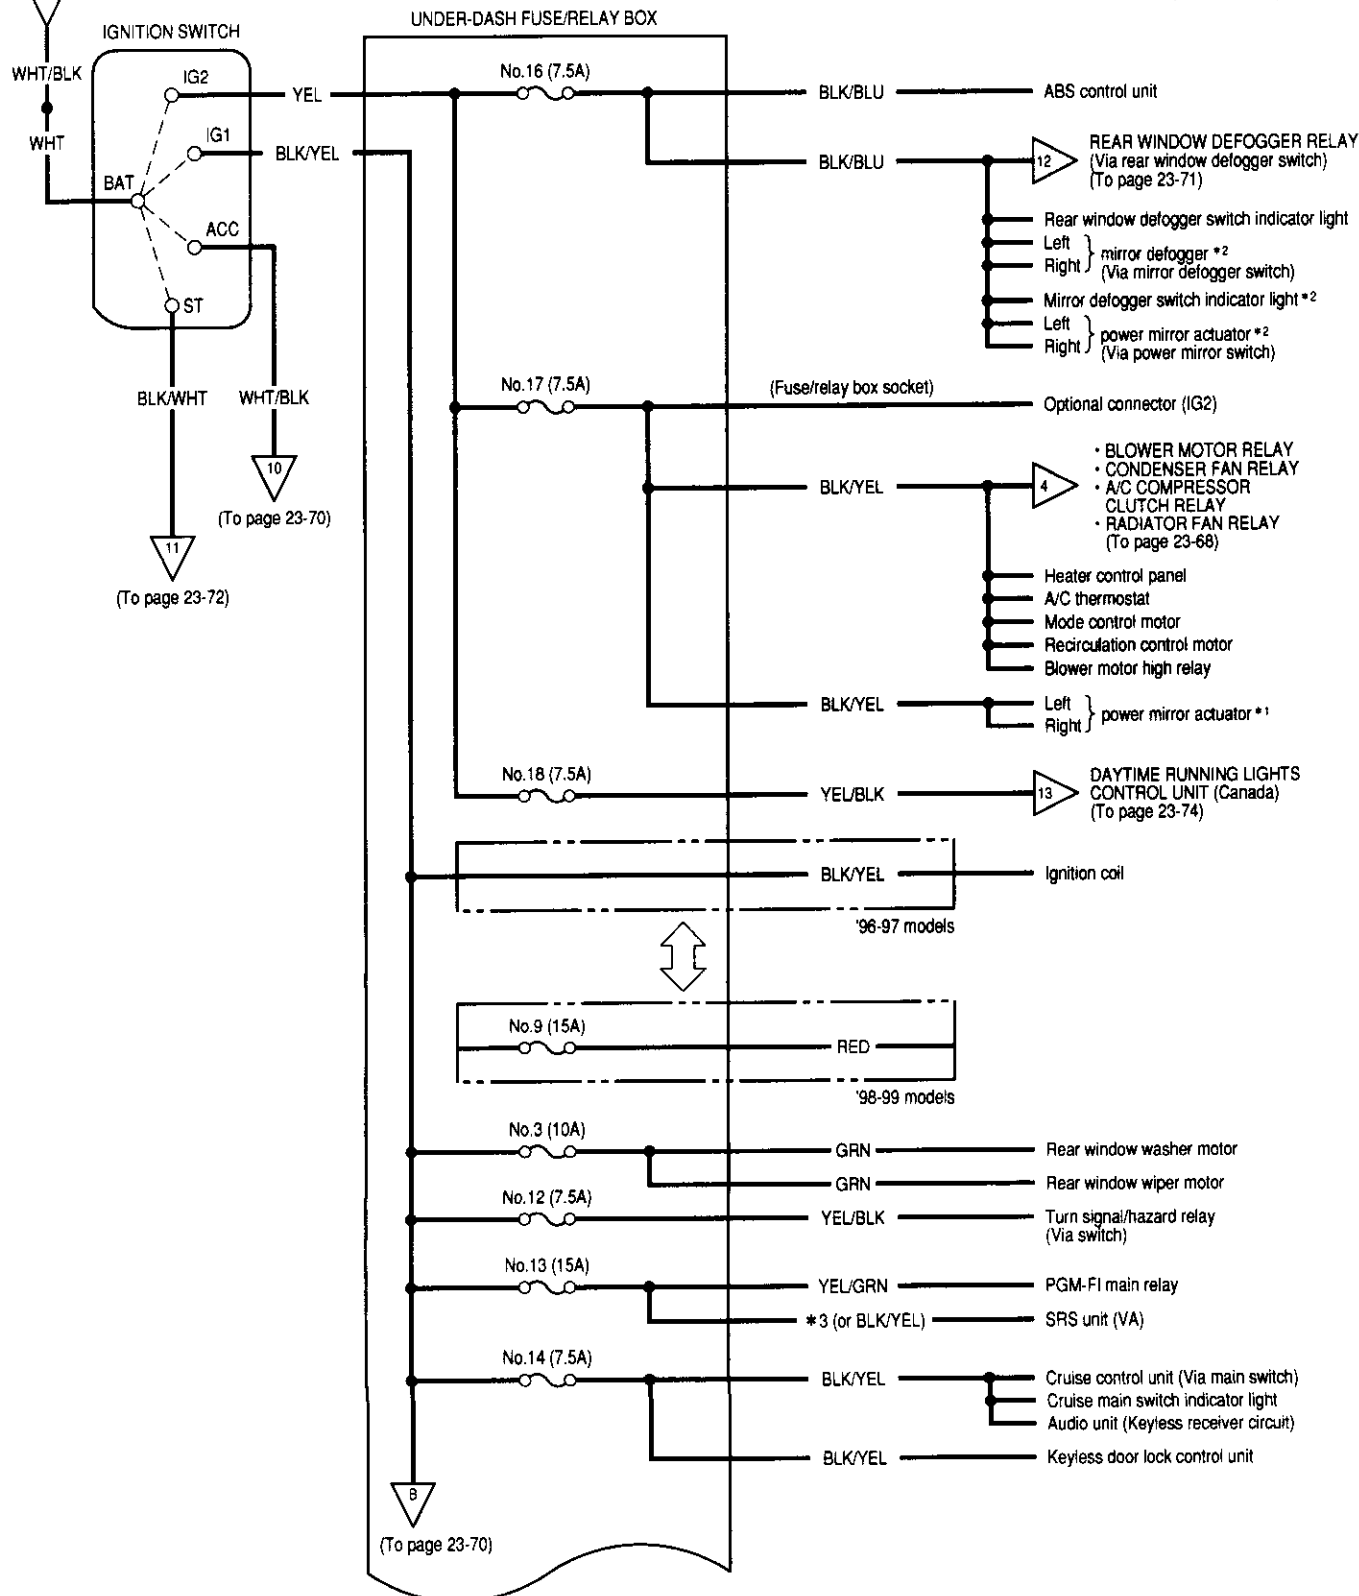 UNDER-DASH FUSE/RELAY BOX
IGNITION SWITCH
WHT/BLK
WHT
IG2
IG1
BAT
ACC
ST
YEL
BLK/YEL
BLK/WHT
WHT/BLK
10
(To page 23-70)
11
(To page 23-72)
No.16 (7.5A)
BLK/BLU
ABS control unit
BLK/BLU
12
REAR WINDOW DEFOGGER RELAY
(Via rear window defogger switch)
(To page 23-71)
Rear window defogger switch indicator light
Left
Right
mirror defogger *2
(Via mirror defogger switch)
Mirror defogger switch indicator light *2
Left
Right
power mirror actuator *2
(Via power mirror switch)
No.17 (7.5A)
(Fuse/relay box socket)
Optional connector (IG2)
BLK/YEL
4
· BLOWER MOTOR RELAY
· CONDENSER FAN RELAY
· A/C COMPRESSOR
CLUTCH RELAY
· RADIATOR FAN RELAY
(To page 23-68)
Heater control panel
A/C thermostat
Mode control motor
Recirculation control motor
Blower motor high relay
BLK/YEL
Left
Right
power mirror actuator *1
No.18 (7.5A)
YEL/BLK
13
DAYTIME RUNNING LIGHTS
CONTROL UNIT (Canada)
(To page 23-74)
BLK/YEL
Ignition coil
'96-97 models
No.9 (15A)
RED
'98-99 models
No.3 (10A)
GRN
Rear window washer motor
GRN
Rear window wiper motor
No.12 (7.5A)
YEL/BLK
Turn signal/hazard relay
(Via switch)
No.13 (15A)
YEL/GRN
PGM-FI main relay
*3 (or BLK/YEL)
SRS unit (VA)
No.14 (7.5A)
BLK/YEL
Cruise control unit (Via main switch)
Cruise main switch indicator light
Audio unit (Keyless receiver circuit)
BLK/YEL
Keyless door lock control unit
(To page 23-70)